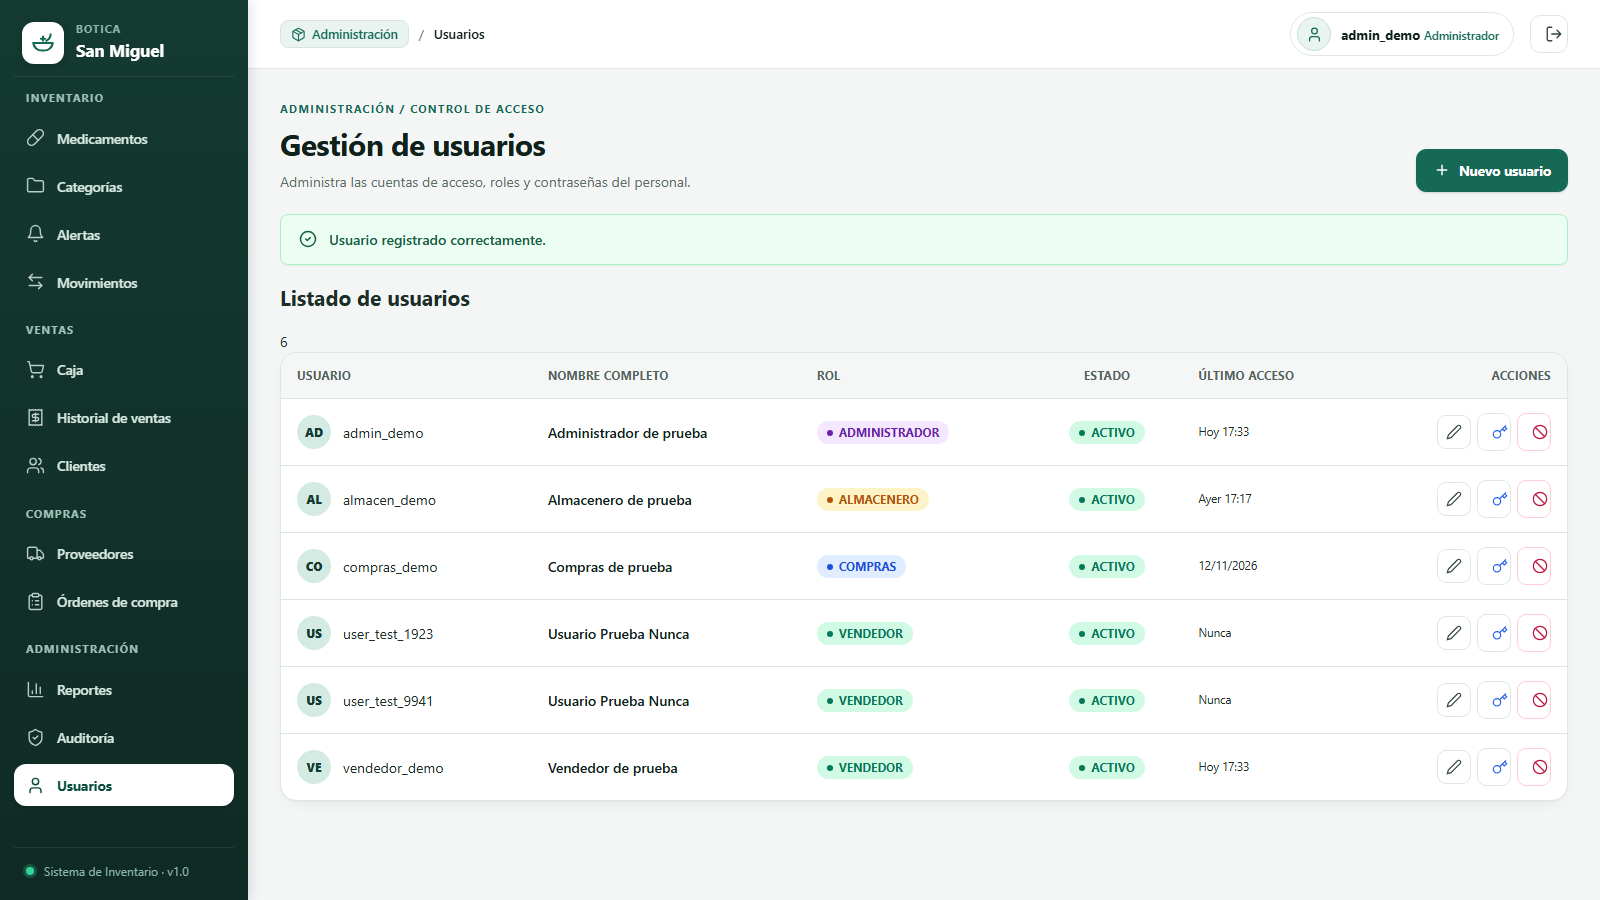 BOTICA
San Miguel
INVENTARIO
Medicamentos
Categorías
Alertas
Movimientos
VENTAS
Caja
Historial de ventas
Clientes
COMPRAS
Proveedores
Órdenes de compra
ADMINISTRACIÓN
Reportes
Auditoría
Usuarios
Sistema de Inventario · v1.0
Administración / Usuarios
admin_demo Administrador
ADMINISTRACIÓN / CONTROL DE ACCESO
Gestión de usuarios
Administra las cuentas de acceso, roles y contraseñas del personal.
+ Nuevo usuario
Usuario registrado correctamente.
Listado de usuarios
6
USUARIO NOMBRE COMPLETO ROL ESTADO ÚLTIMO ACCESO ACCIONES
AD admin_demo Administrador de prueba ADMINISTRADOR ACTIVO Hoy 17:33
AL almacen_demo Almacenero de prueba ALMACENERO ACTIVO Ayer 17:17
CO compras_demo Compras de prueba COMPRAS ACTIVO 12/11/2026
US user_test_1923 Usuario Prueba Nunca VENDEDOR ACTIVO Nunca
US user_test_9941 Usuario Prueba Nunca VENDEDOR ACTIVO Nunca
VE vendedor_demo Vendedor de prueba VENDEDOR ACTIVO Hoy 17:33